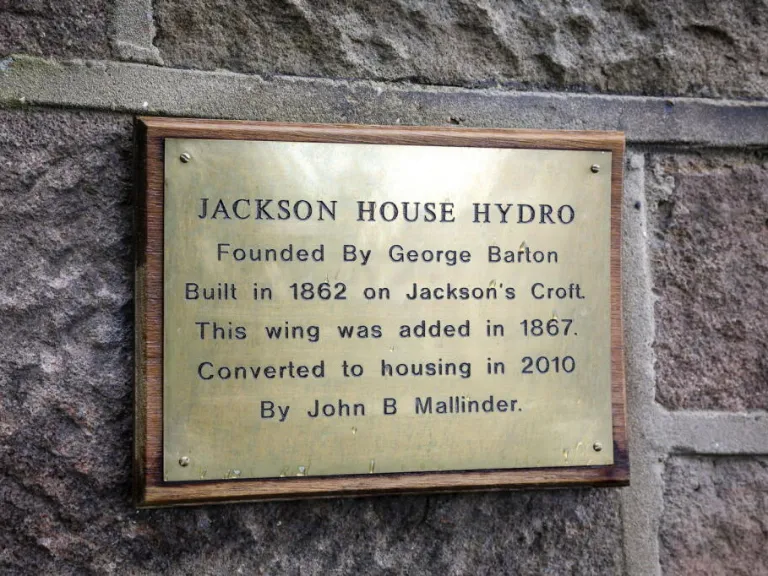 JACKSON HOUSE HYDRO
Founded By George Barton
Built in 1862 on Jackson's Croft.
This wing was added in 1867.
Converted to housing in 2010
By John B Mallinder.